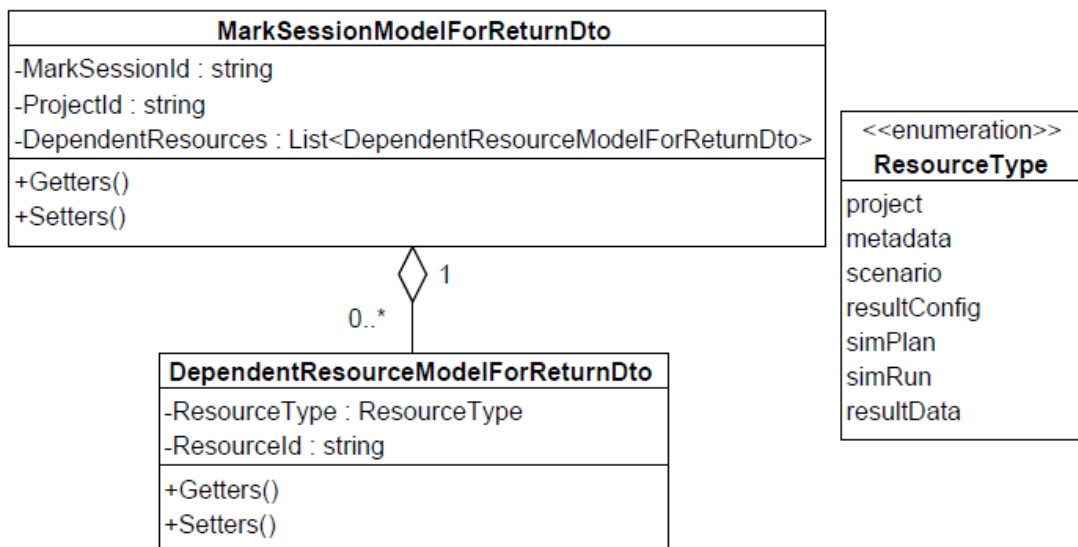 MarkSessionModelForReturnDto
-MarkSessionId : string
-ProjectId : string
-DependentResources : List<DependentResourceModelForReturnDto>
+Getters()
+Setters()
1
0..*
DependentResourceModelForReturnDto
-ResourceType : ResourceType
-ResourceId : string
+Getters()
+Setters()
<<enumeration>>
ResourceType
project
metadata
scenario
resultConfig
simPlan
simRun
resultData